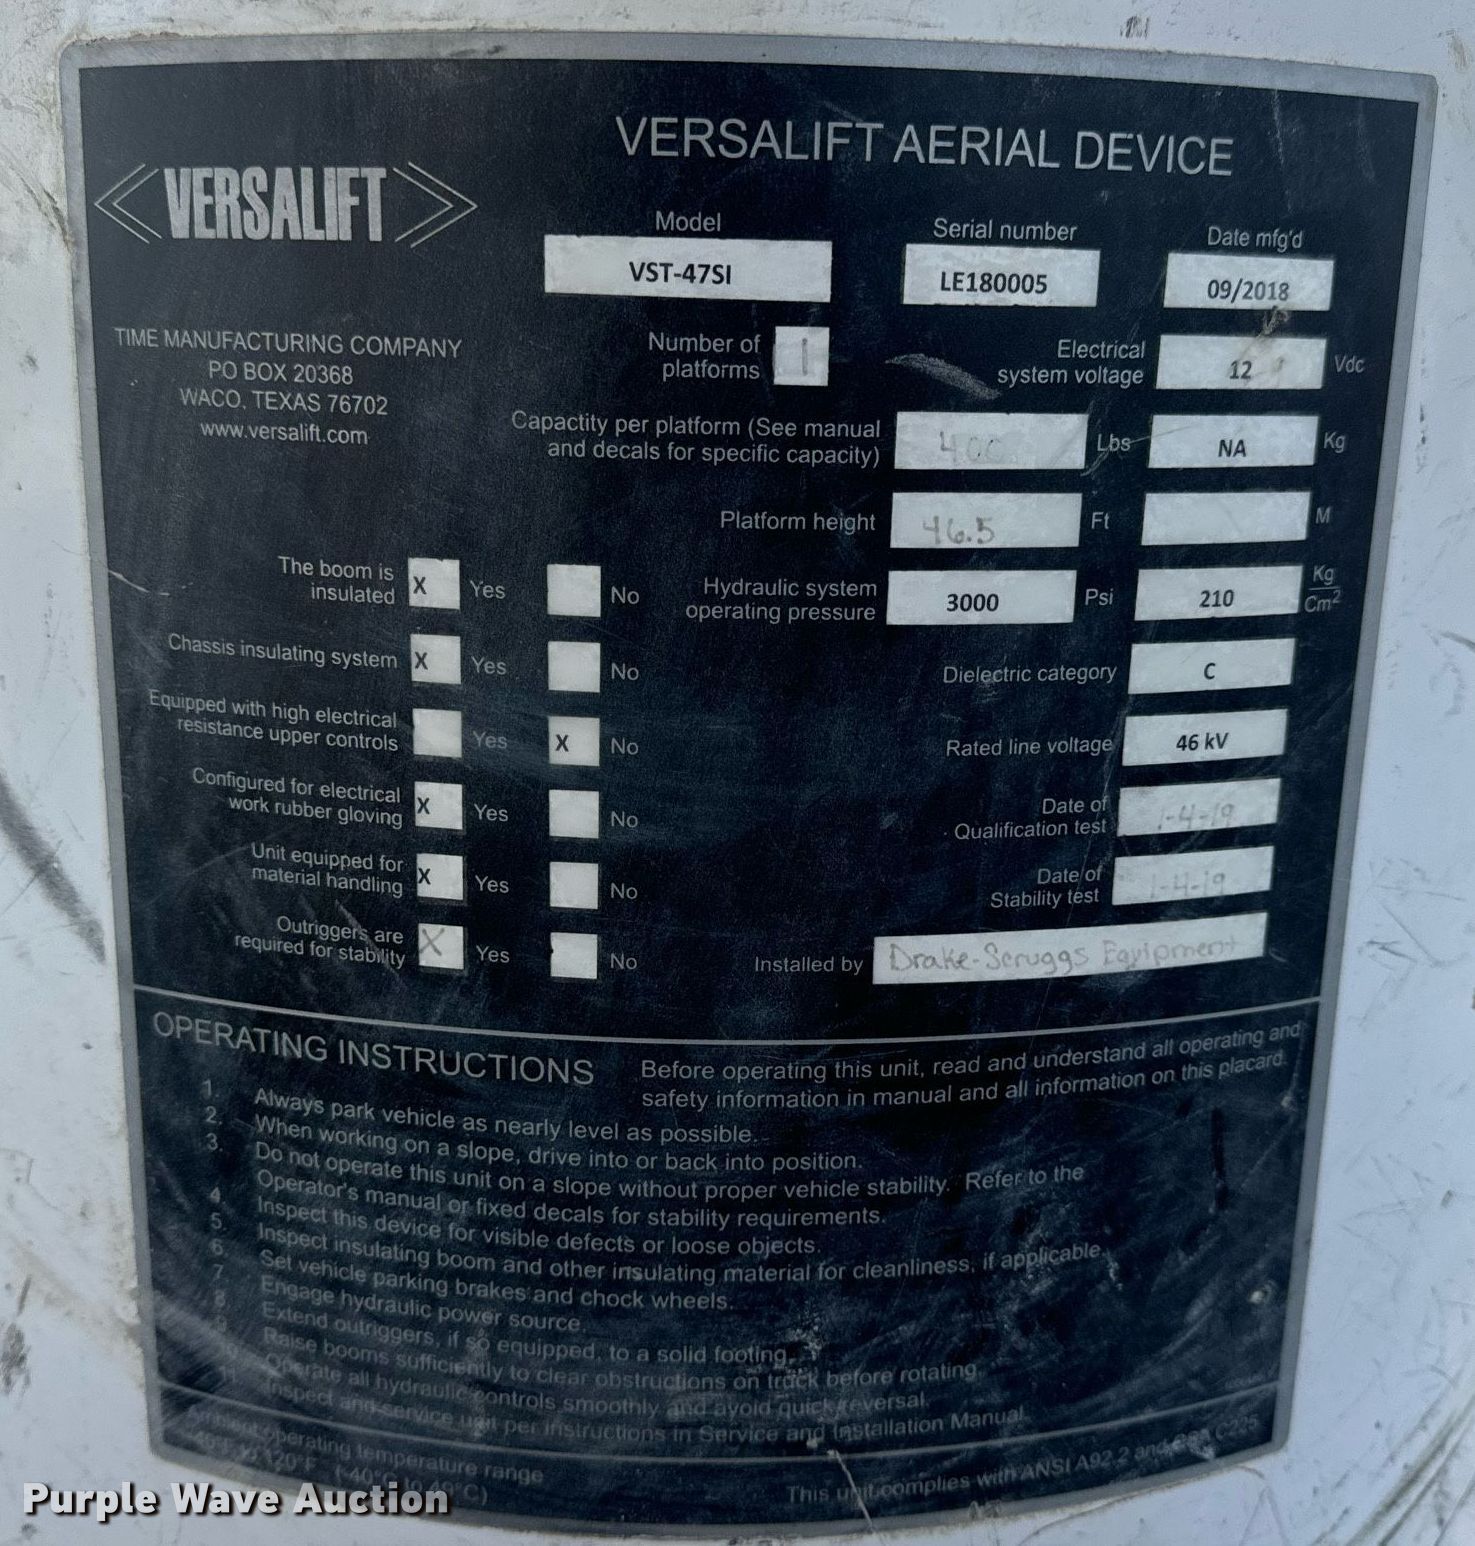 VERSALIFT AERIAL DEVICE
VERSALIFT
TIME MANUFACTURING COMPANY
PO BOX 20368
WACO, TEXAS 76702
www.versalift.com
Model
VST-47SI
Serial number
LE180005
Date mfg'd
09/2018
Number of
platforms
1
Electrical
system voltage
12
Vdc
Capactity per platform (See manual
and decals for specific capacity)
400
Lbs
NA
Kg
Platform height
46.5
Ft
M
Hydraulic system
operating pressure
3000
Psi
210
Kg
Cm2
Dielectric category
C
Rated line voltage
46 kV
Date of
Qualification test
1-4-19
Date of
Stability test
1-4-19
Installed by
Drake-Scruggs Equipment
The boom is
insulated
X Yes No
Chassis insulating system
X Yes No
Equipped with high electrical
resistance upper controls
Yes X No
Configured for electrical
work rubber gloving
X Yes No
Unit equipped for
material handling
X Yes No
Outriggers are
required for stability
X Yes No
OPERATING INSTRUCTIONS
Before operating this unit, read and understand all operating and
safety information in manual and all information on this placard.
1. Always park vehicle as nearly level as possible.
2. When working on a slope, drive into or back into position.
3. Do not operate this unit on a slope without proper vehicle stability. Refer to the
Operator's manual or fixed decals for stability requirements.
4. Inspect this device for visible defects or loose objects.
5. Inspect insulating boom and other insulating material for cleanliness, if applicable.
6. Set vehicle parking brakes and chock wheels.
7. Engage hydraulic power source.
8. Extend outriggers, if so equipped, to a solid footing.
9. Raise booms sufficiently to clear obstructions on truck before rotating.
Operate all hydraulic controls smoothly and avoid quick reversal.
11. Inspect and service unit per instructions in Service and Installation Manual.
Ambient operating temperature range
-40°F to 120°F (-40°C to 49°C)
This unit complies with ANSI A92.2 and CSA C225
Purple Wave Auction